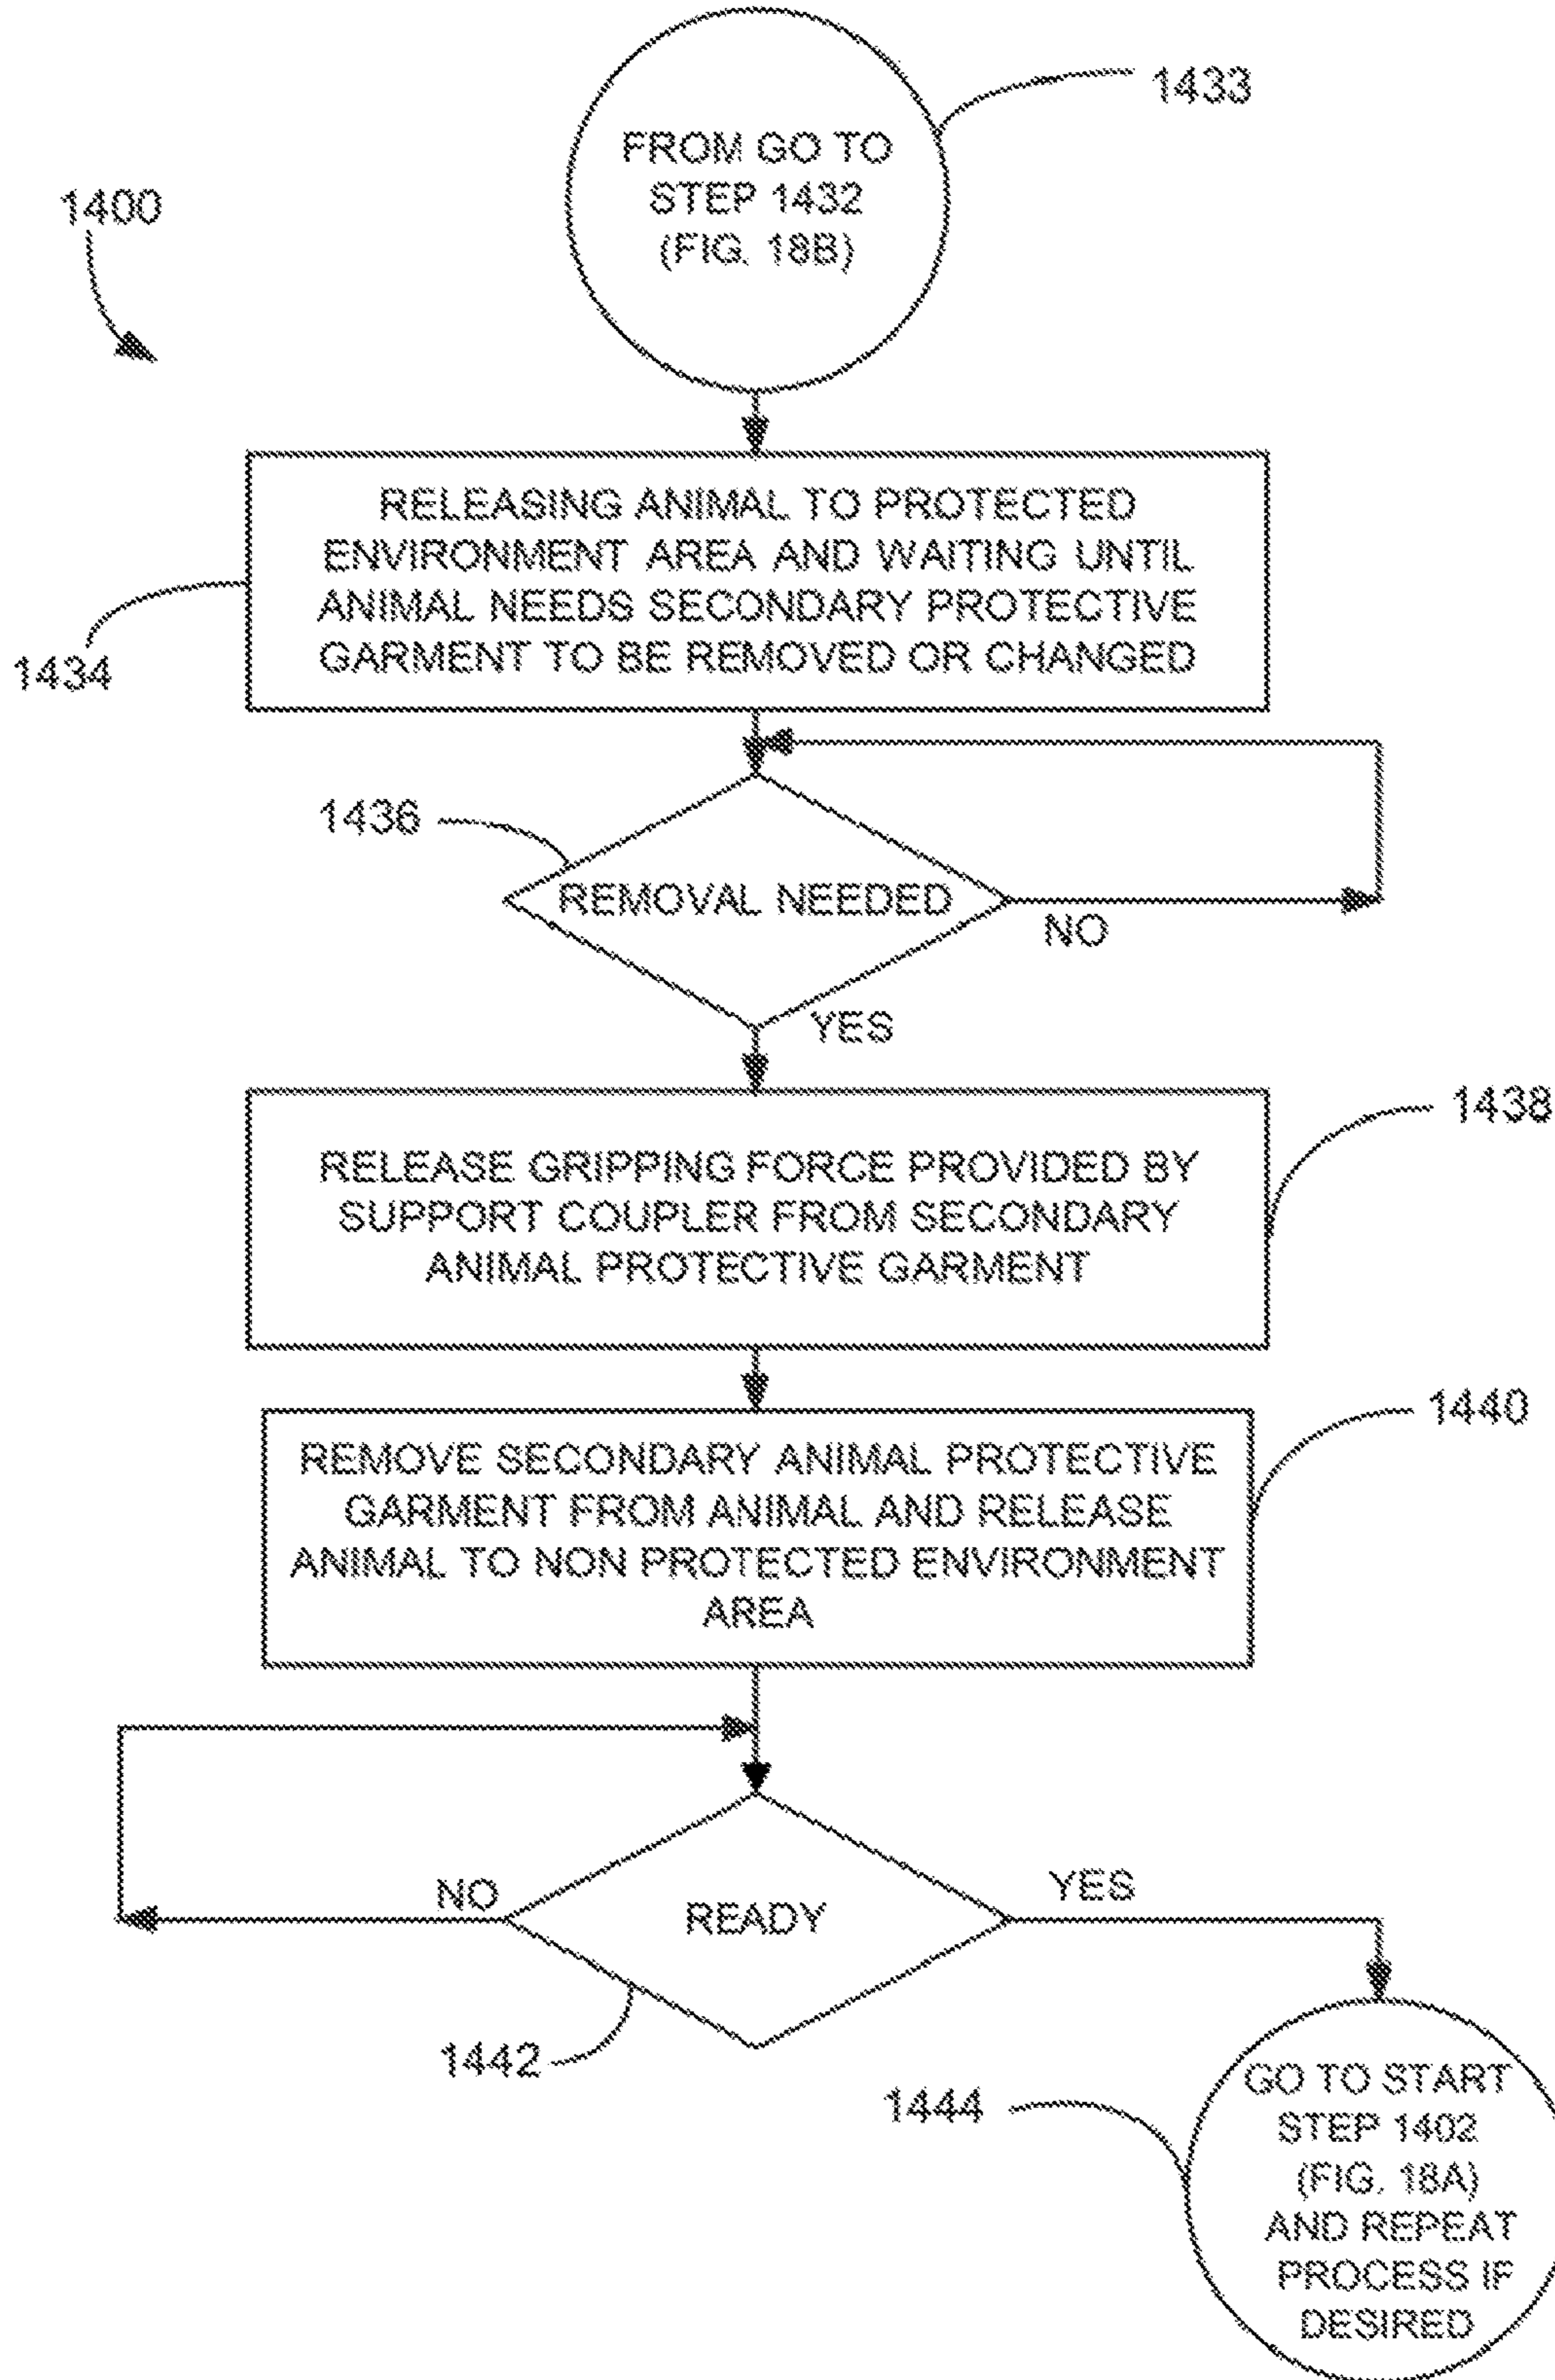 1433
FROM GO TO
STEP 1432
(FIG. 18B)
1400
RELEASING ANIMAL TO PROTECTED
ENVIRONMENT AREA AND WAITING UNTIL
ANIMAL NEEDS SECONDARY PROTECTIVE
GARMENT TO BE REMOVED OR CHANGED
1434
1436
REMOVAL NEEDED
NO
YES
1438
RELEASE GRIPPING FORCE PROVIDED BY
SUPPORT COUPLER FROM SECONDARY
ANIMAL PROTECTIVE GARMENT
1440
REMOVE SECONDARY ANIMAL PROTECTIVE
GARMENT FROM ANIMAL AND RELEASE
ANIMAL TO NON PROTECTED ENVIRONMENT
AREA
NO
READY
YES
1442
1444
GO TO START
STEP 1402
(FIG. 18A)
AND REPEAT
PROCESS IF
DESIRED